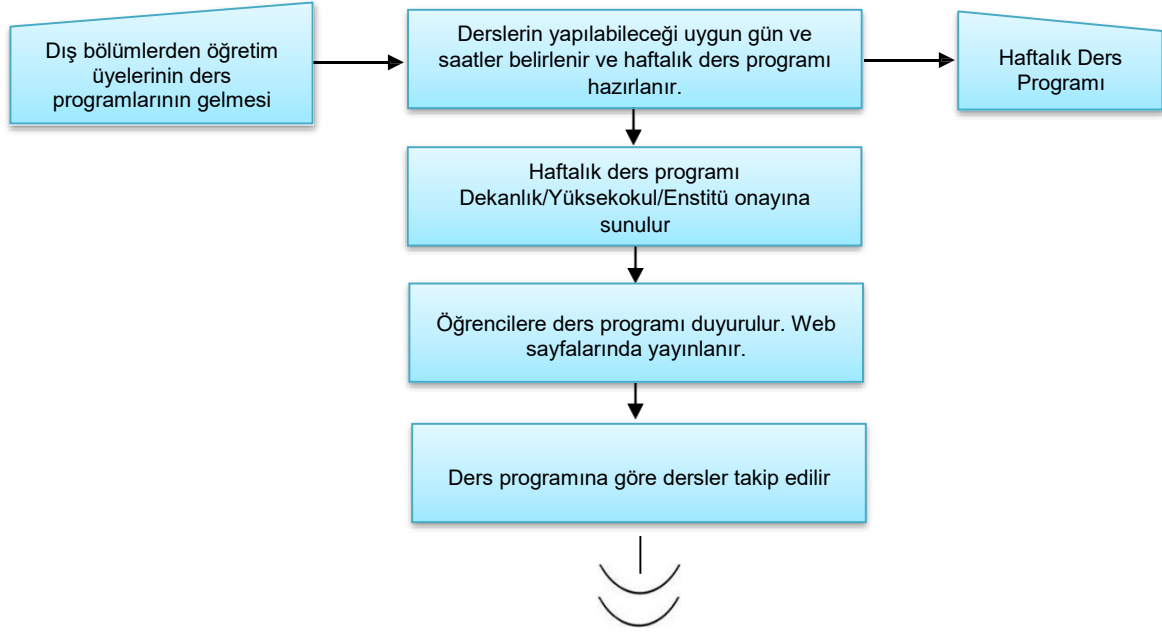 Dış bölümlerden öğretim
üyelerinin ders
programlarının gelmesi
Derslerin yapılabileceği uygun gün ve
saatler belirlenir ve haftalık ders programı
hazırlanır.
Haftalık Ders
Programı
Haftalık ders programı
Dekanlık/Yüksekokul/Enstitü onayına
sunulur
Öğrencilere ders programı duyurulur. Web
sayfalarında yayınlanır.
Ders programına göre dersler takip edilir